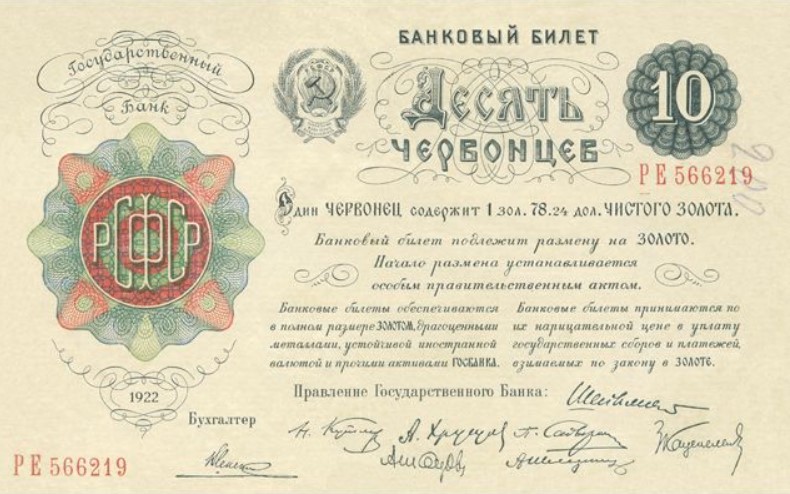 Государственный
Банк
БАНКОВЫЙ БИЛЕТ
10
ДЕСЯТЬ
ЧЕРВОНЦЕВ
РЕ 566219
ОДИН ЧЕРВОНЕЦ СОДЕРЖИТ 1 ЗОЛ. 78.24 ДОЛ. ЧИСТОГО ЗОЛОТА.
Банковый билет подлежит размену на ЗОЛОТО.
Начало размена устанавливается
особым правительственным актом.
РСФСР
Банковые билеты обеспечиваются
в полном размере ЗОЛОТОМ, драгоценными
металлами, устойчивой иностранной
валютой и прочими активами ГОСБАНКА.
Банковые билеты принимаются по
их нарицательной цене в уплату
государственных сборов и платежей,
взимаемых по закону в ЗОЛОТЕ.
1922
Правление Государственного Банка:
Бухгалтер
РЕ 566219